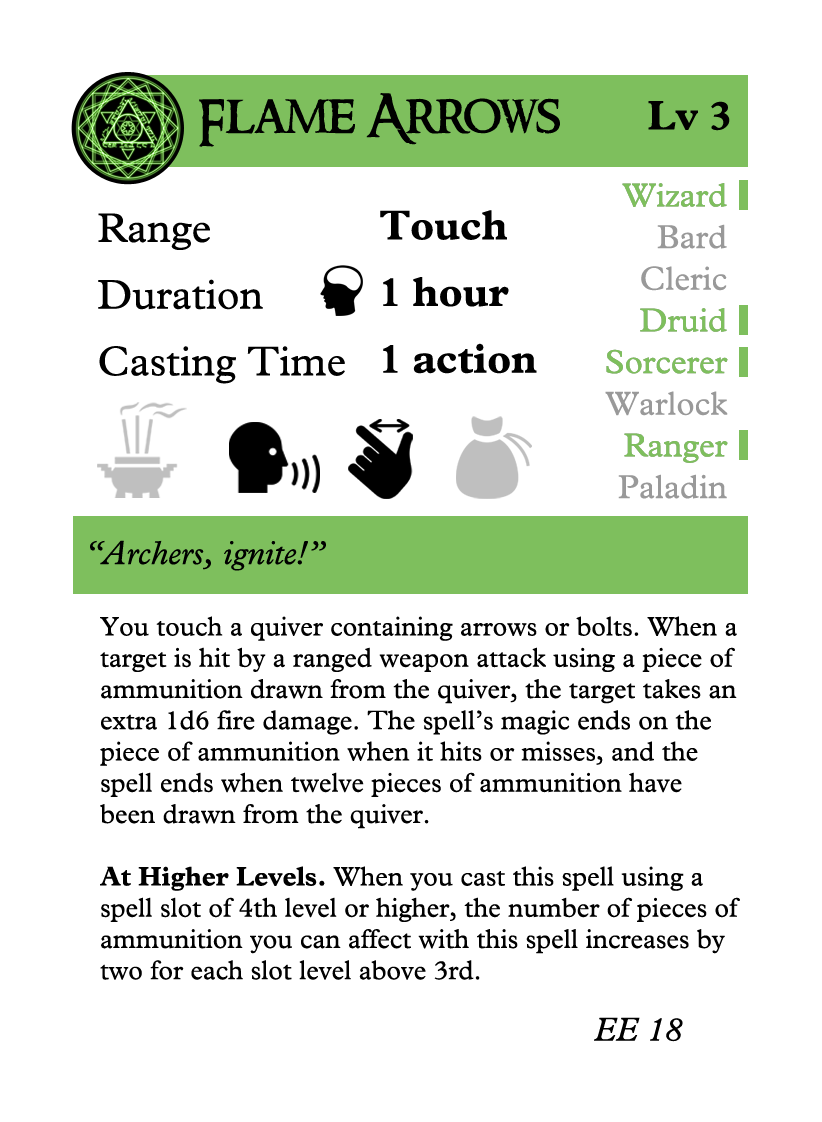 FLAME ARROWS Lv 3
Wizard
Range Touch
Bard
Cleric
Duration 1 hour
Druid
Casting Time 1 action
Sorcerer
Warlock
Ranger
Paladin
“Archers, ignite!”
You touch a quiver containing arrows or bolts. When a
target is hit by a ranged weapon attack using a piece of
ammunition drawn from the quiver, the target takes an
extra 1d6 fire damage. The spell’s magic ends on the
piece of ammunition when it hits or misses, and the
spell ends when twelve pieces of ammunition have
been drawn from the quiver.
At Higher Levels. When you cast this spell using a
spell slot of 4th level or higher, the number of pieces of
ammunition you can affect with this spell increases by
two for each slot level above 3rd.
EE 18